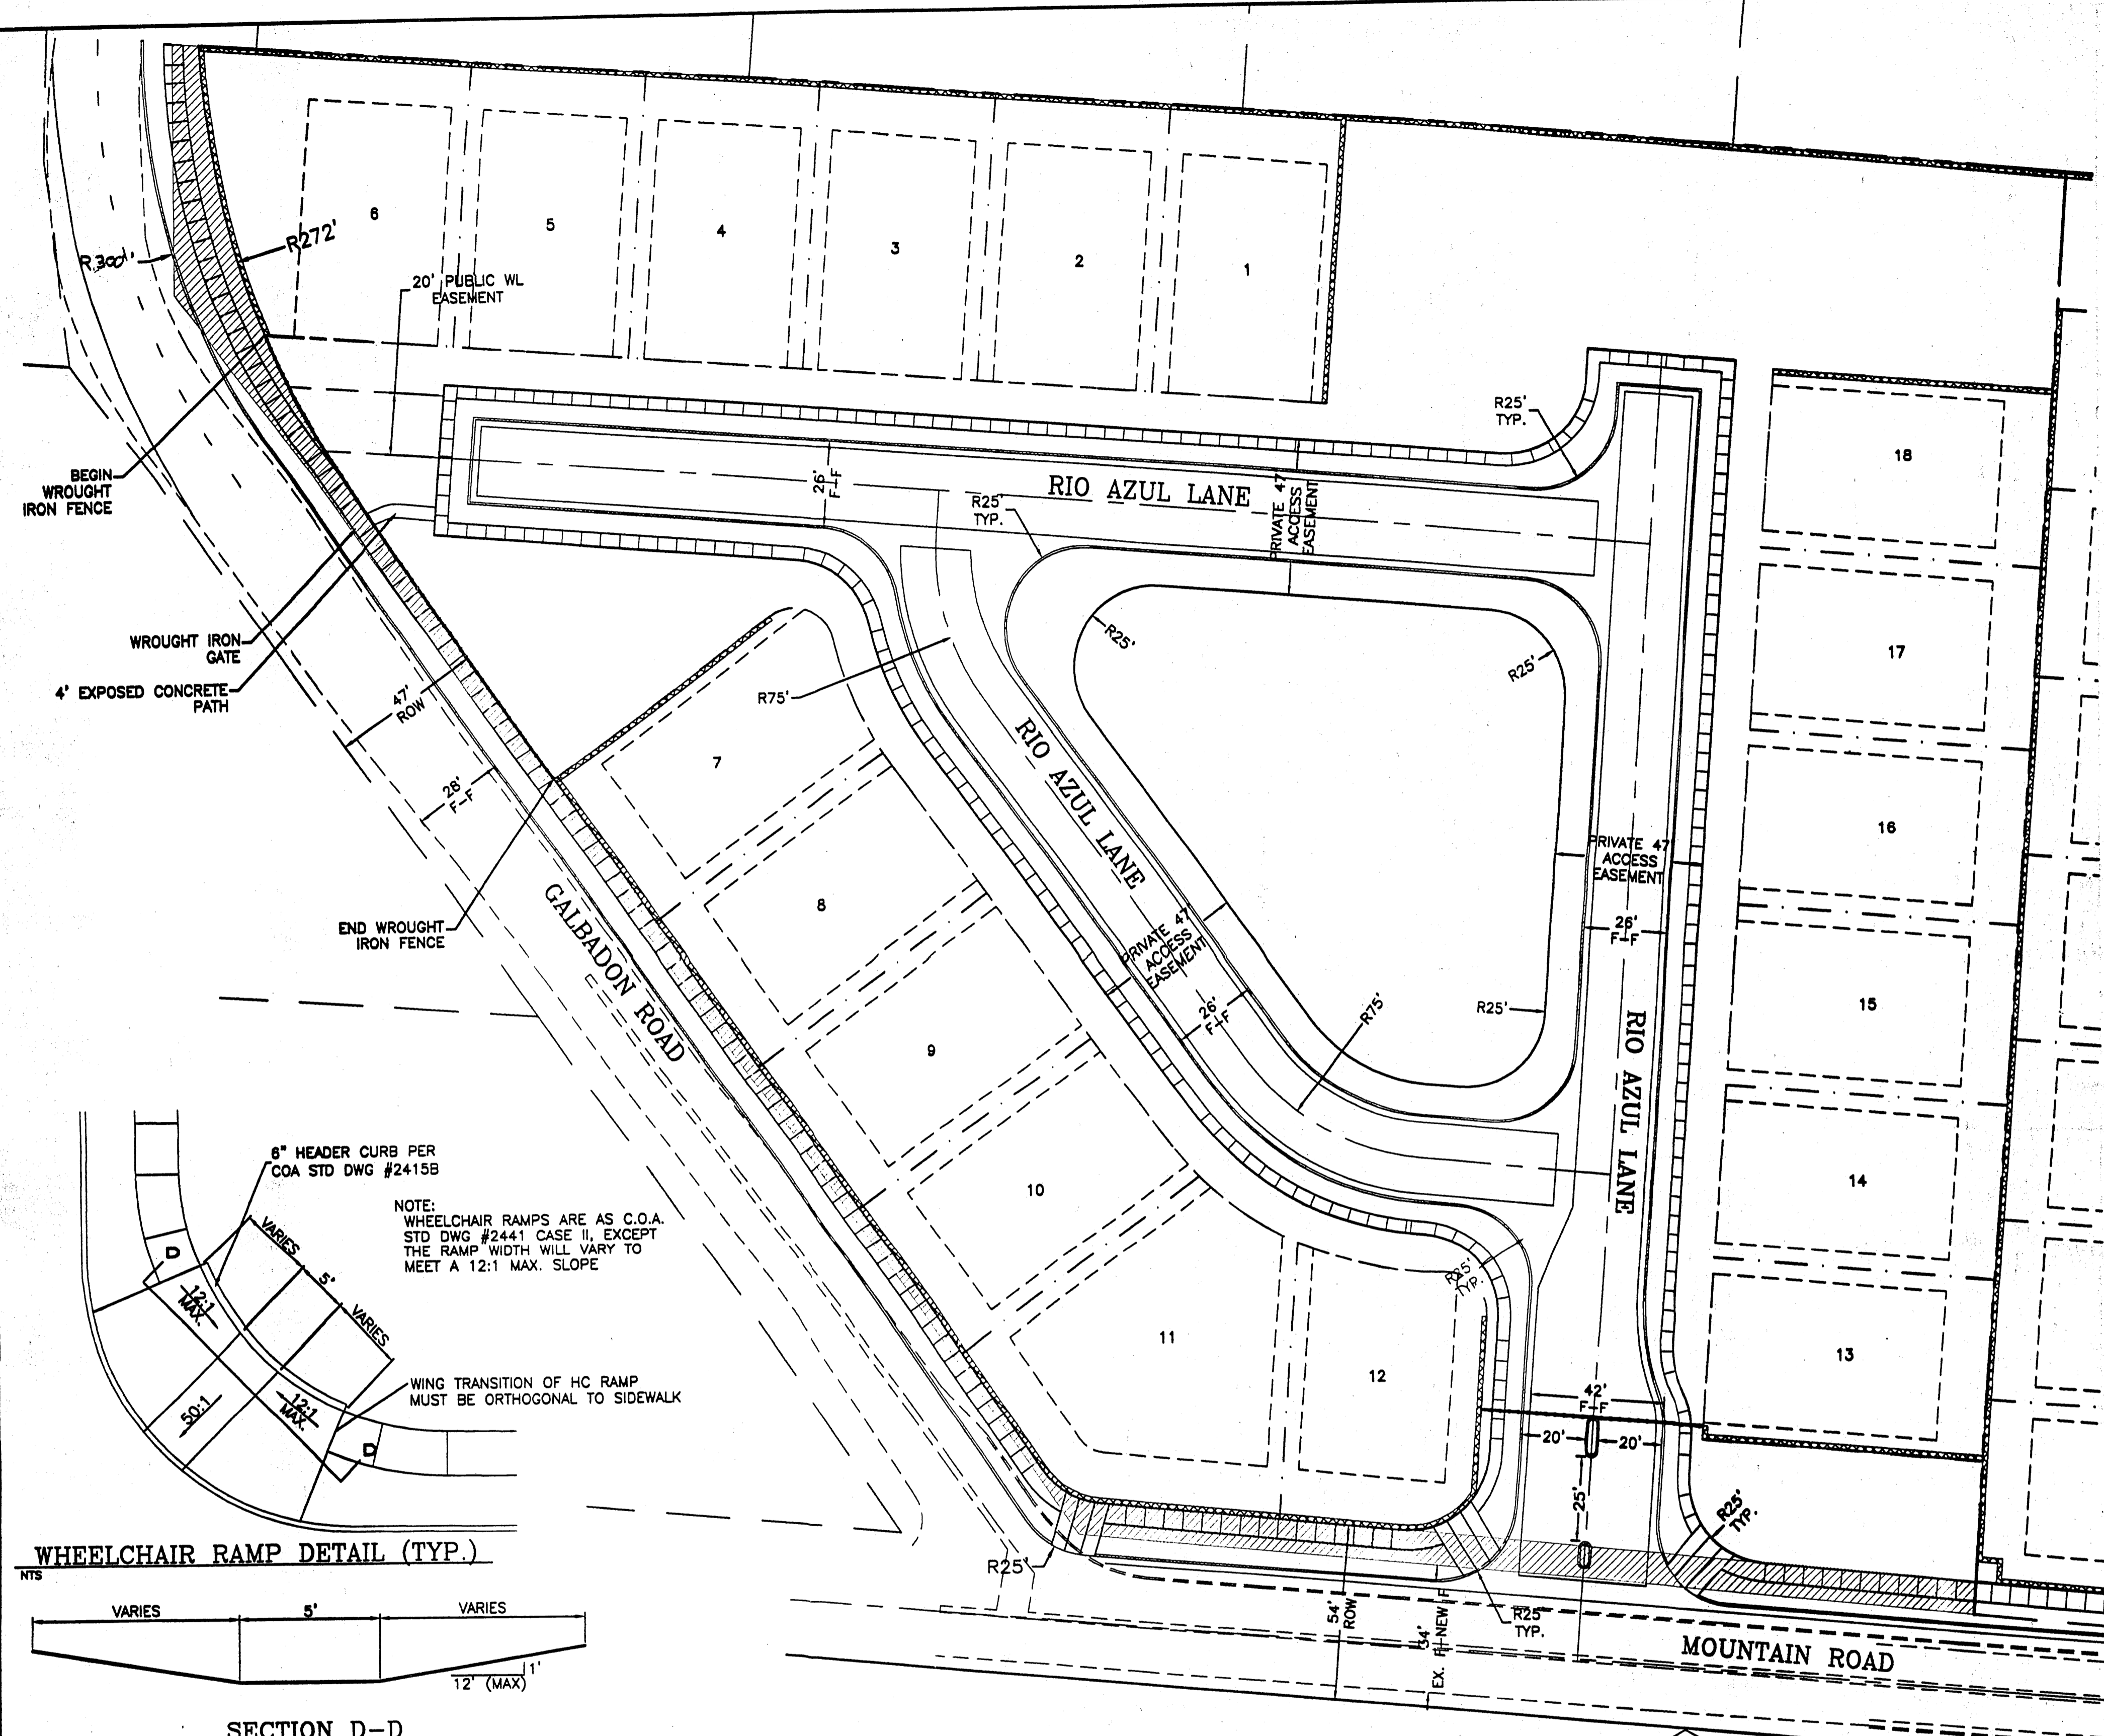 6
5
4
3
2
1
R272'
R300'
20' PUBLIC WL
EASEMENT
R25'
TYP.
18
BEGIN
WROUGHT
IRON FENCE
26'
F-F
RIO AZUL LANE
PRIVATE 47'
ACCESS
EASEMENT
R25'
TYP.
WROUGHT IRON
GATE
4' EXPOSED CONCRETE
PATH
47'
ROW
R75'
R25'
R25'
17
7
RIO AZUL LANE
28'
F-F
16
PRIVATE 47'
ACCESS
EASEMENT
8
END WROUGHT
IRON FENCE
GALBADON ROAD
PRIVATE 47'
ACCESS
EASEMENT
26'
F-F
26'
F-F
R75'
R25'
15
9
RIO AZUL LANE
10
14
6" HEADER CURB PER
COA STD DWG #2415B
NOTE:
WHEELCHAIR RAMPS ARE AS C.O.A.
STD DWG #2441 CASE II, EXCEPT
THE RAMP WIDTH WILL VARY TO
MEET A 12:1 MAX. SLOPE
VARIES
5'
VARIES
D
12:1
MAX.
50:1
12:1
MAX.
D
WING TRANSITION OF HC RAMP
MUST BE ORTHOGONAL TO SIDEWALK
R25'
TYP.
11
12
13
42'
F-F
20'
20'
25'
R25'
TYP.
WHEELCHAIR RAMP DETAIL (TYP.)
NTS
R25'
54'
ROW
34'
EX. F-NEW F
R25'
TYP.
MOUNTAIN ROAD
VARIES
5'
VARIES
1'
12' (MAX)
SECTION D-D